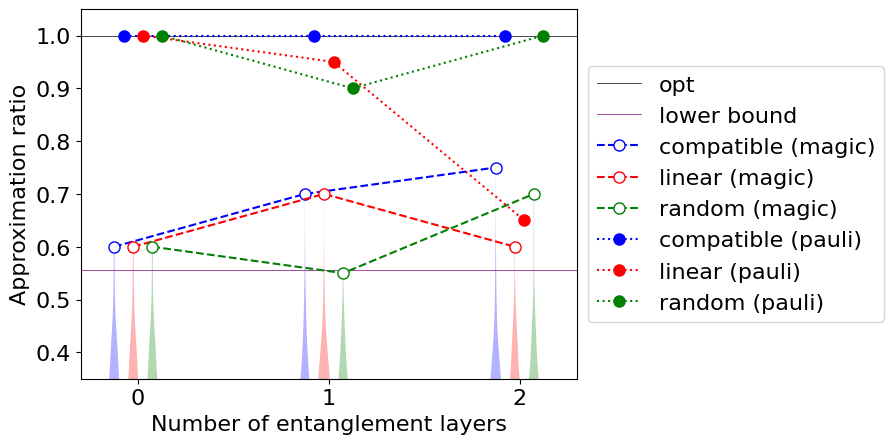 1.0
0.9
0.8
0.7
0.6
0.5
0.4
Approximation ratio
0 1 2
Number of entanglement layers
opt
lower bound
compatible (magic)
linear (magic)
random (magic)
compatible (pauli)
linear (pauli)
random (pauli)